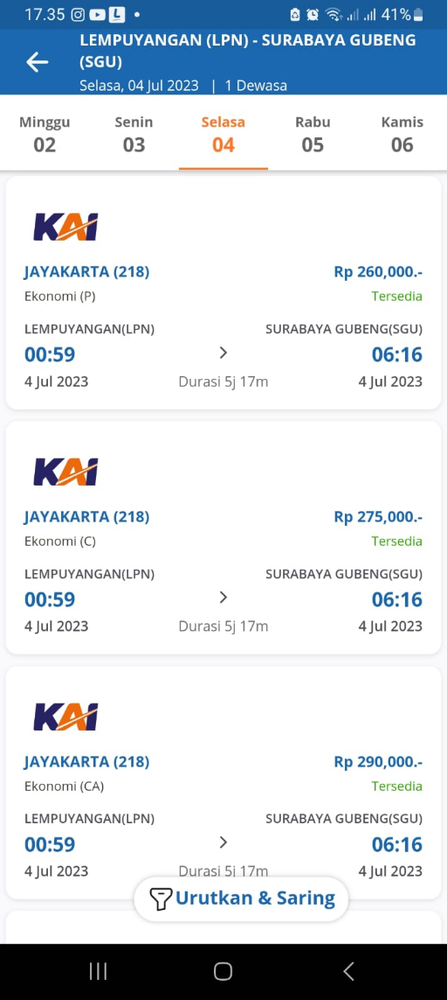 17.35 L 41%
LEMPUYANGAN (LPN) - SURABAYA GUBENG
(SGU)
Selasa, 04 Jul 2023 | 1 Dewasa
Minggu Senin Selasa Rabu Kamis
02 03 04 05 06
KAI
JAYAKARTA (218) Rp 260,000.-
Ekonomi (P) Tersedia
LEMPUYANGAN(LPN) SURABAYA GUBENG(SGU)
00:59 06:16
4 Jul 2023 Durasi 5j 17m 4 Jul 2023
KAI
JAYAKARTA (218) Rp 275,000.-
Ekonomi (C) Tersedia
LEMPUYANGAN(LPN) SURABAYA GUBENG(SGU)
00:59 06:16
4 Jul 2023 Durasi 5j 17m 4 Jul 2023
KAI
JAYAKARTA (218) Rp 290,000.-
Ekonomi (CA) Tersedia
LEMPUYANGAN(LPN) SURABAYA GUBENG(SGU)
00:59 06:16
4 Jul 2023 Durasi 5j 17m 4 Jul 2023
Urutkan & Saring